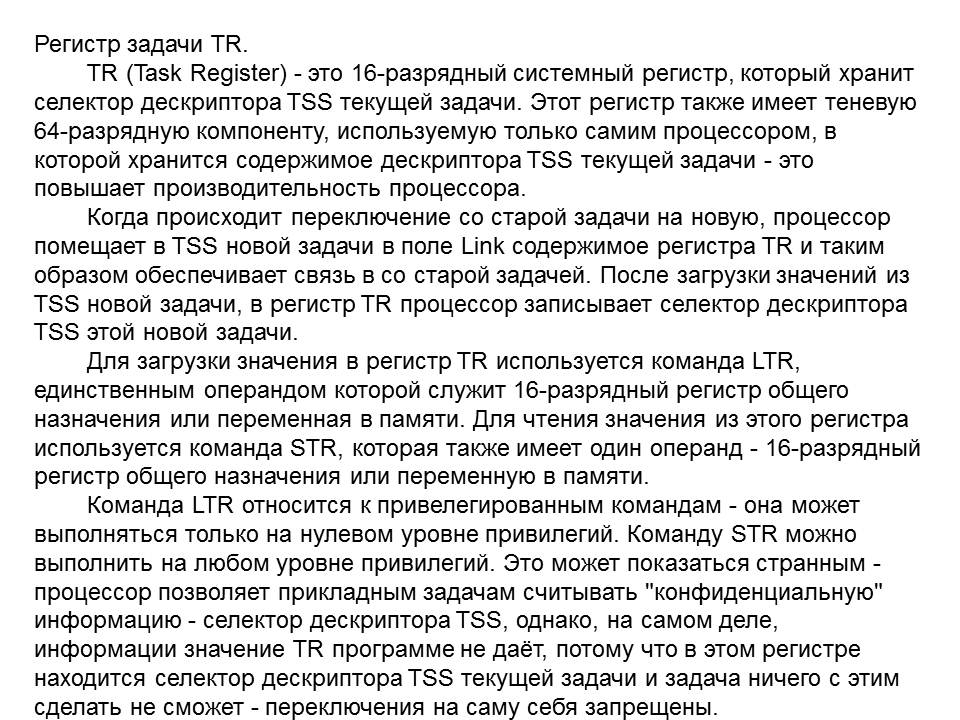 Регистр задачи TR.
TR (Task Register) - это 16-разрядный системный регистр, который хранит
селектор дескриптора TSS текущей задачи. Этот регистр также имеет теневую
64-разрядную компоненту, используемую только самим процессором, в
которой хранится содержимое дескриптора TSS текущей задачи - это
повышает производительность процессора.
Когда происходит переключение со старой задачи на новую, процессор
помещает в TSS новой задачи в поле Link содержимое регистра TR и таким
образом обеспечивает связь в со старой задачей. После загрузки значений из
TSS новой задачи, в регистр TR процессор записывает селектор дескриптора
TSS этой новой задачи.
Для загрузки значения в регистр TR используется команда LTR,
единственным операндом которой служит 16-разрядный регистр общего
назначения или переменная в памяти. Для чтения значения из этого регистра
используется команда STR, которая также имеет один операнд - 16-разрядный
регистр общего назначения или переменную в памяти.
Команда LTR относится к привелегированным командам - она может
выполняться только на нулевом уровне привилегий. Команду STR можно
выполнить на любом уровне привилегий. Это может показаться странным -
процессор позволяет прикладным задачам считывать "конфиденциальную"
информацию - селектор дескриптора TSS, однако, на самом деле,
информации значение TR программе не даёт, потому что в этом регистре
находится селектор дескриптора TSS текущей задачи и задача ничего с этим
сделать не сможет - переключения на саму себя запрещены.